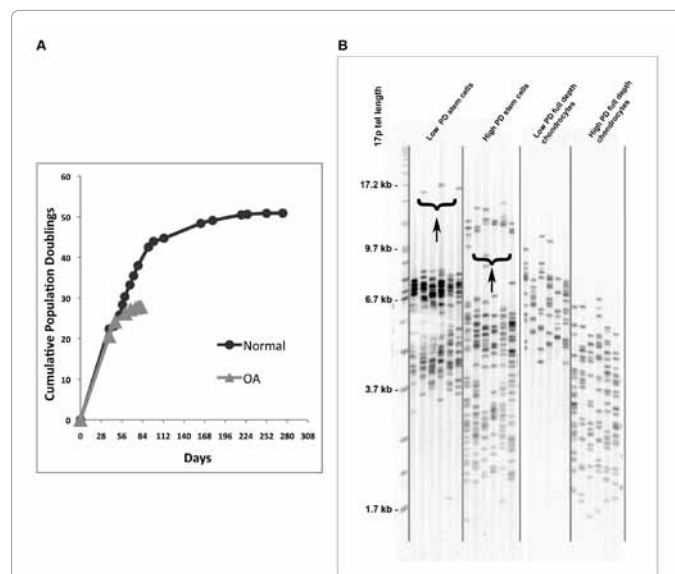 A
Cumulative Population Doublings
60
50
40
30
20
10
0
0 28 56 84 112 140 168 196 224 252 280 308
Days
Normal
OA
B
17p tel length
Low PD stem cells
High PD stem cells
Low PD full depth
chondrocytes
High PD full depth
chondrocytes
17.2 kb -
9.7 kb -
6.7 kb -
3.7 kb -
1.7 kb -